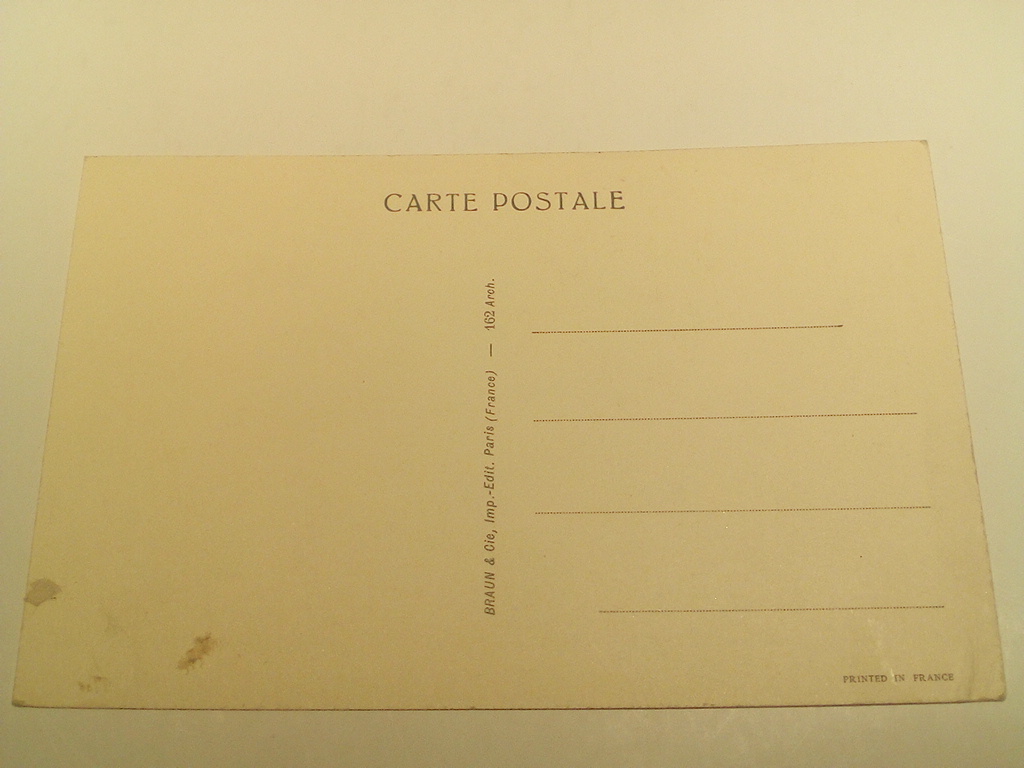 CARTE POSTALE
BRAUN & Cie, Imp.-Edit. Paris (France) — 162 Arch.
PRINTED IN FRANCE